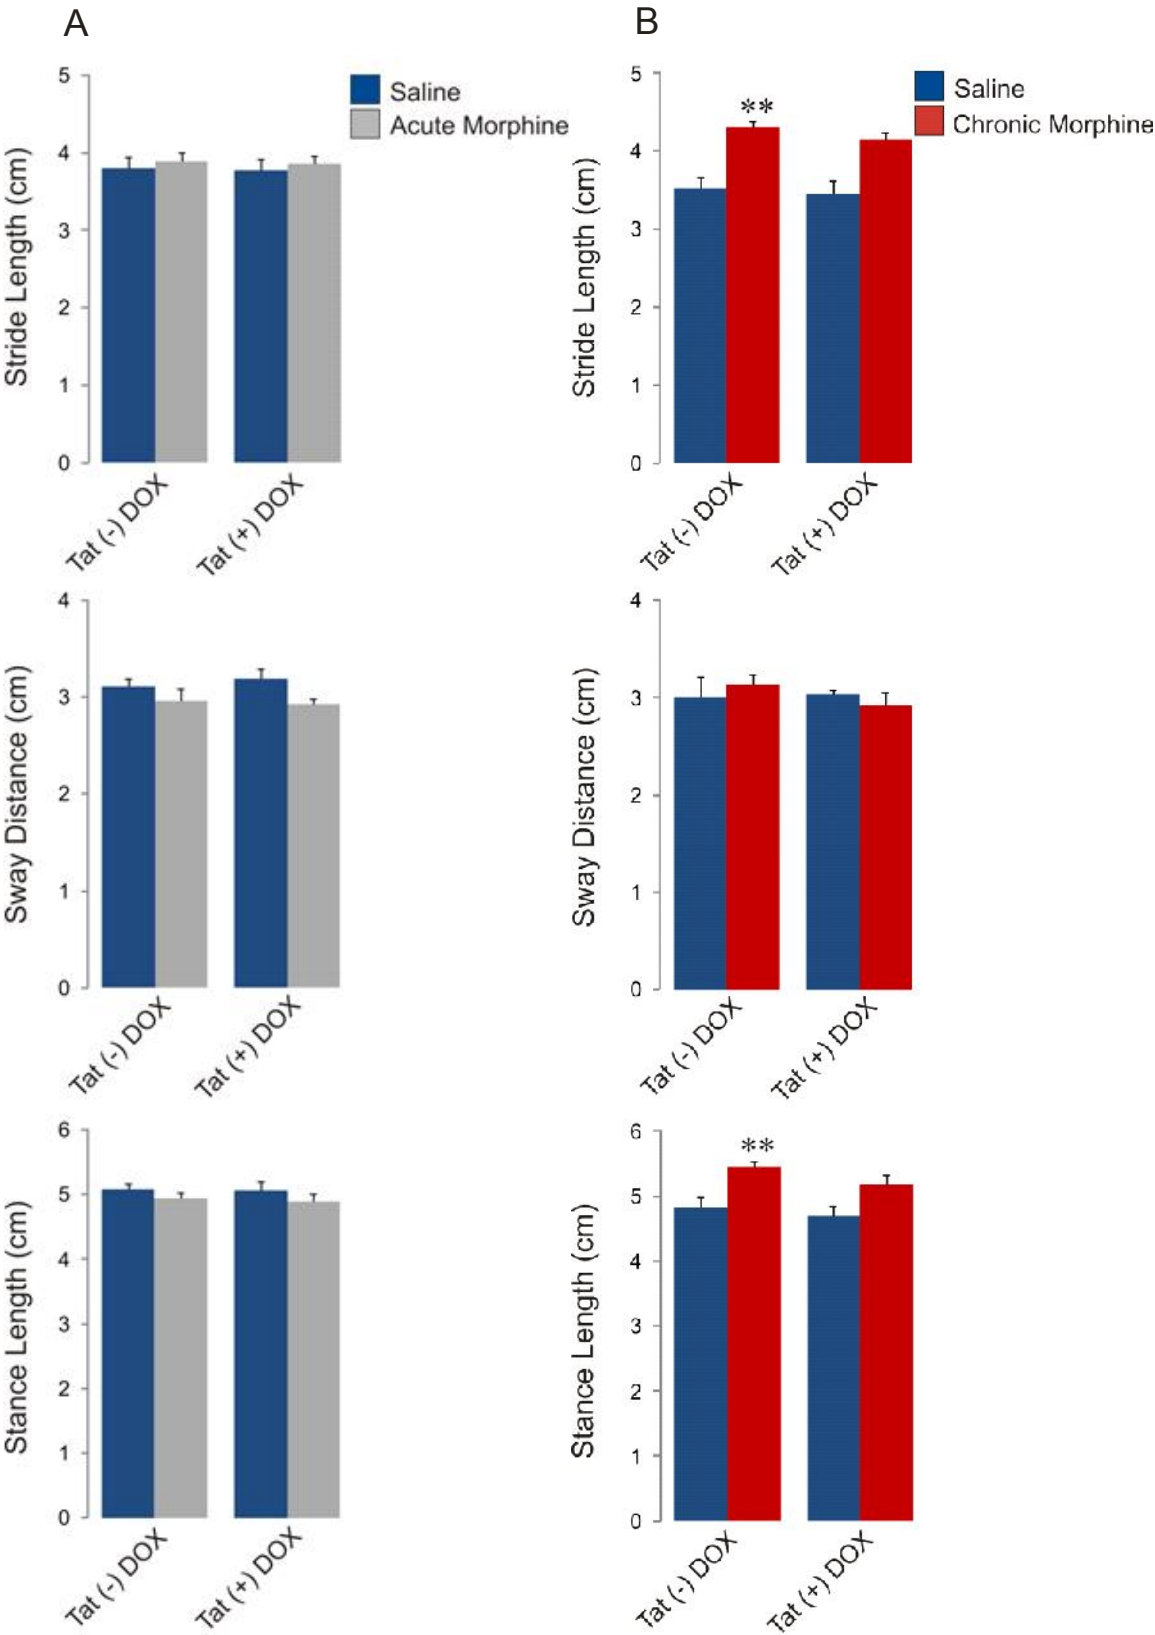 A
5
4
3
2
1
0
Stride Length (cm)
Saline
Acute Morphine
Tat (-) DOX
Tat (+) DOX
B
5
4
3
2
1
0
Stride Length (cm)
**
Saline
Chronic Morphine
Tat (-) DOX
Tat (+) DOX
4
3
2
1
0
Sway Distance (cm)
Tat (-) DOX
Tat (+) DOX
4
3
2
1
0
Sway Distance (cm)
Tat (-) DOX
Tat (+) DOX
6
5
4
3
2
1
0
Stance Length (cm)
Tat (-) DOX
Tat (+) DOX
6
5
4
3
2
1
0
Stance Length (cm)
**
Tat (-) DOX
Tat (+) DOX